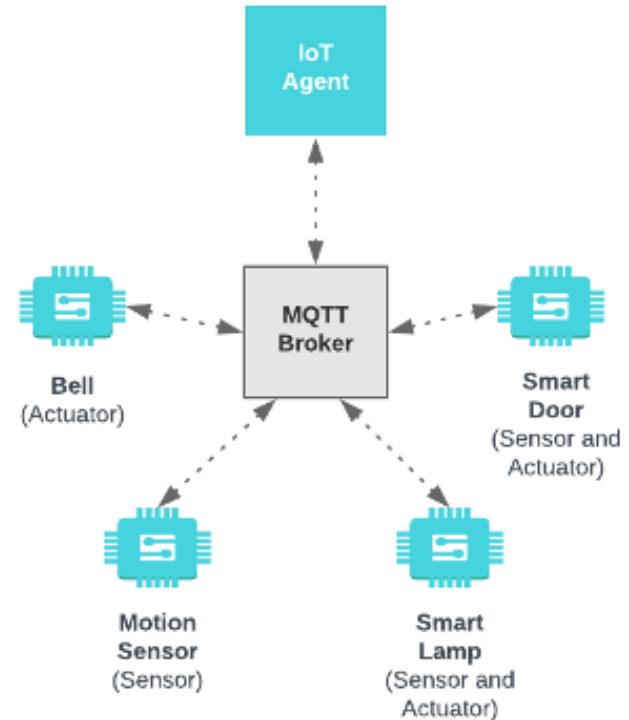 IoT
Agent
MQTT
Broker
Bell
(Actuator)
Smart
Door
(Sensor and
Actuator)
Motion
Sensor
(Sensor)
Smart
Lamp
(Sensor and
Actuator)